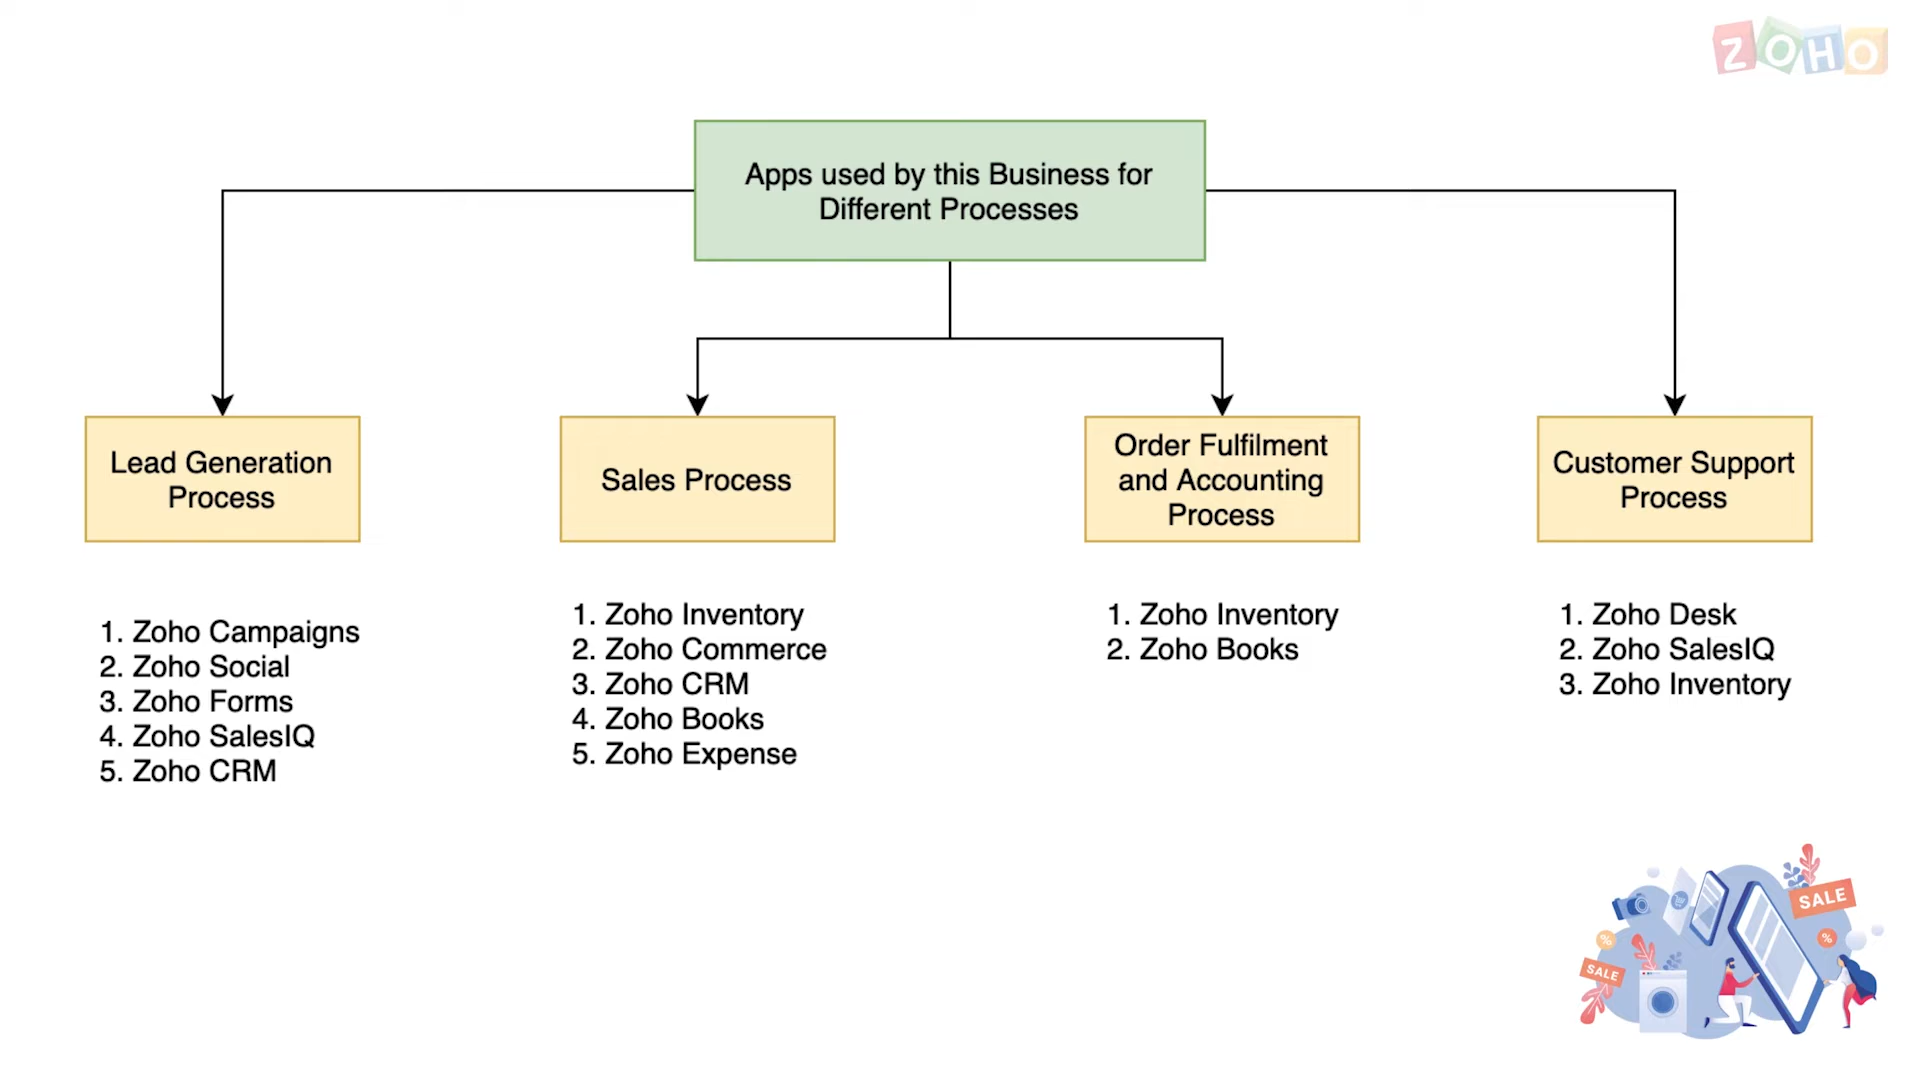 ZOHO
Apps used by this Business for
Different Processes
Lead Generation
Process
1. Zoho Campaigns
2. Zoho Social
3. Zoho Forms
4. Zoho SalesIQ
5. Zoho CRM
Sales Process
1. Zoho Inventory
2. Zoho Commerce
3. Zoho CRM
4. Zoho Books
5. Zoho Expense
Order Fulfilment
and Accounting
Process
1. Zoho Inventory
2. Zoho Books
Customer Support
Process
1. Zoho Desk
2. Zoho SalesIQ
3. Zoho Inventory
SALE
%
%
SALE